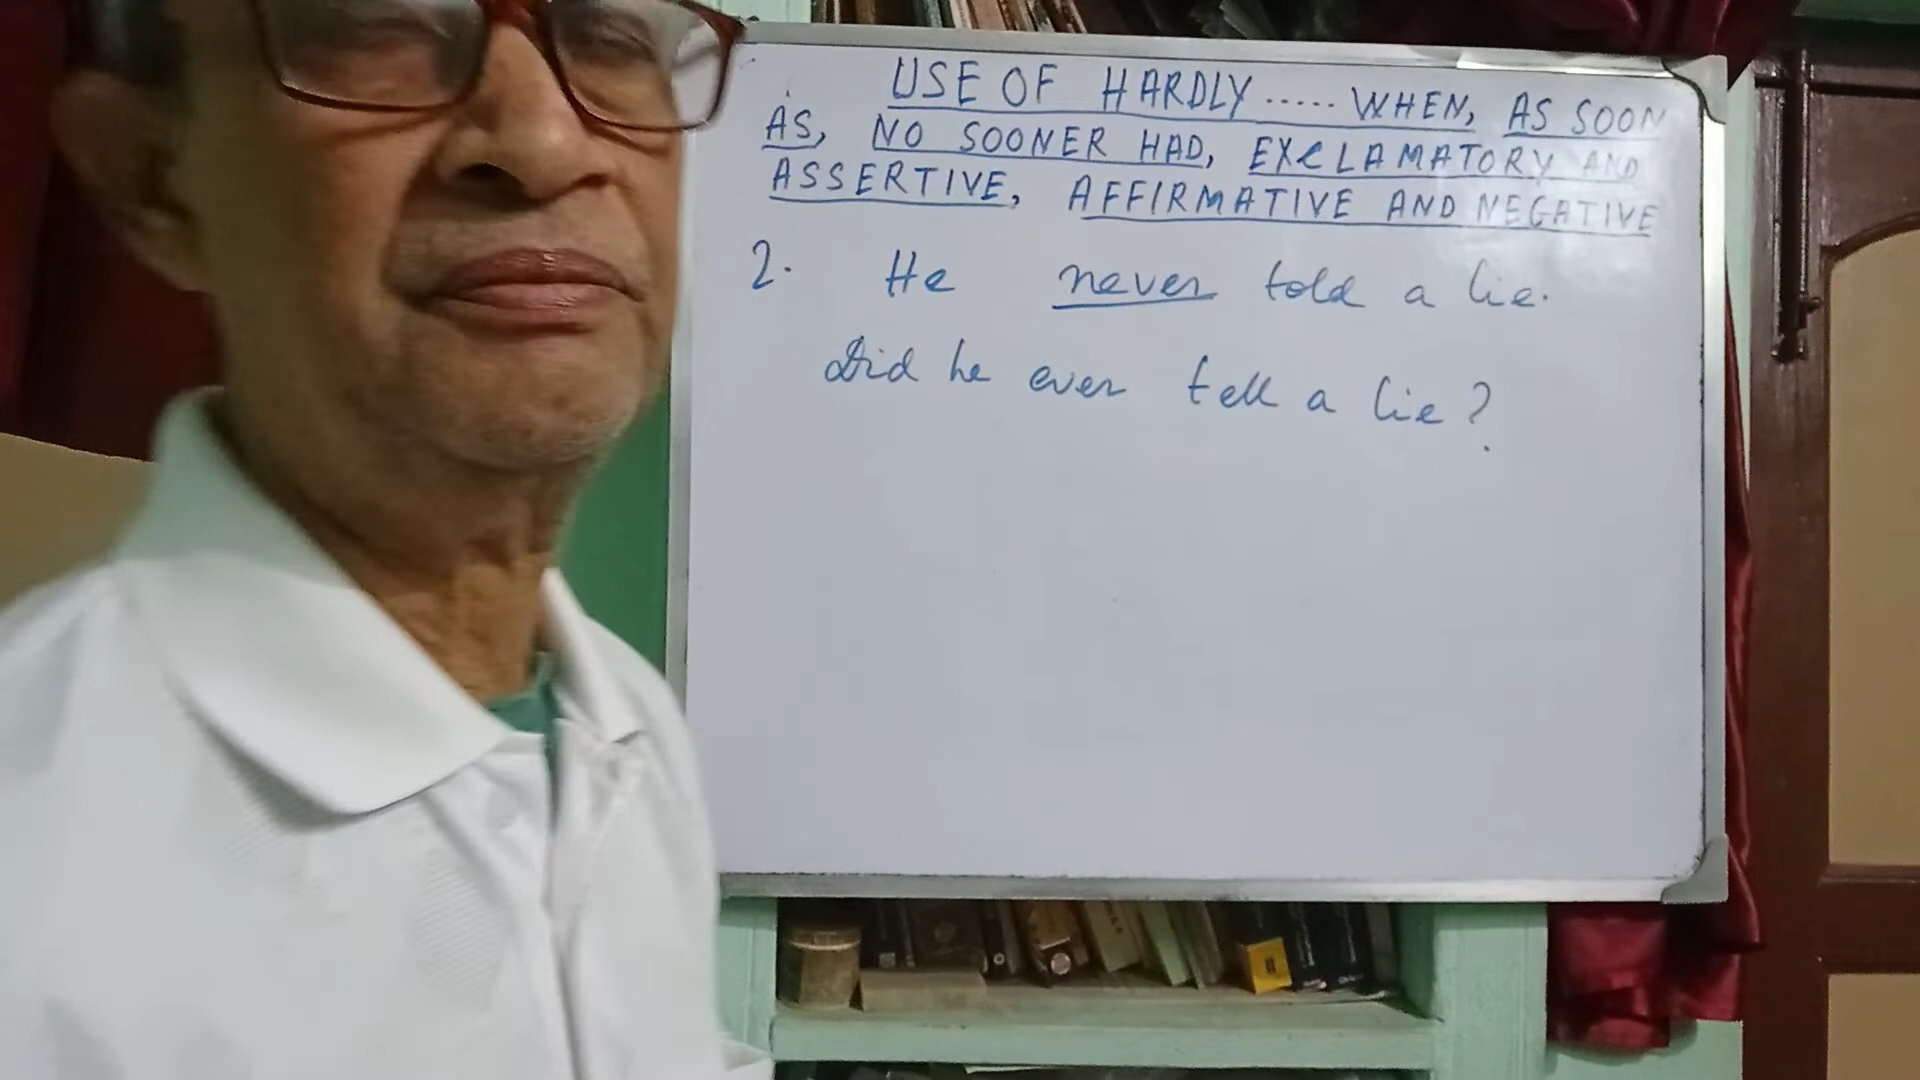 USE OF HARDLY ..... WHEN, AS SOON
AS, NO SOONER HAD, EXCLAMATORY AND
ASSERTIVE, AFFIRMATIVE AND NEGATIVE
2. He never told a lie.
Did he ever tell a lie?